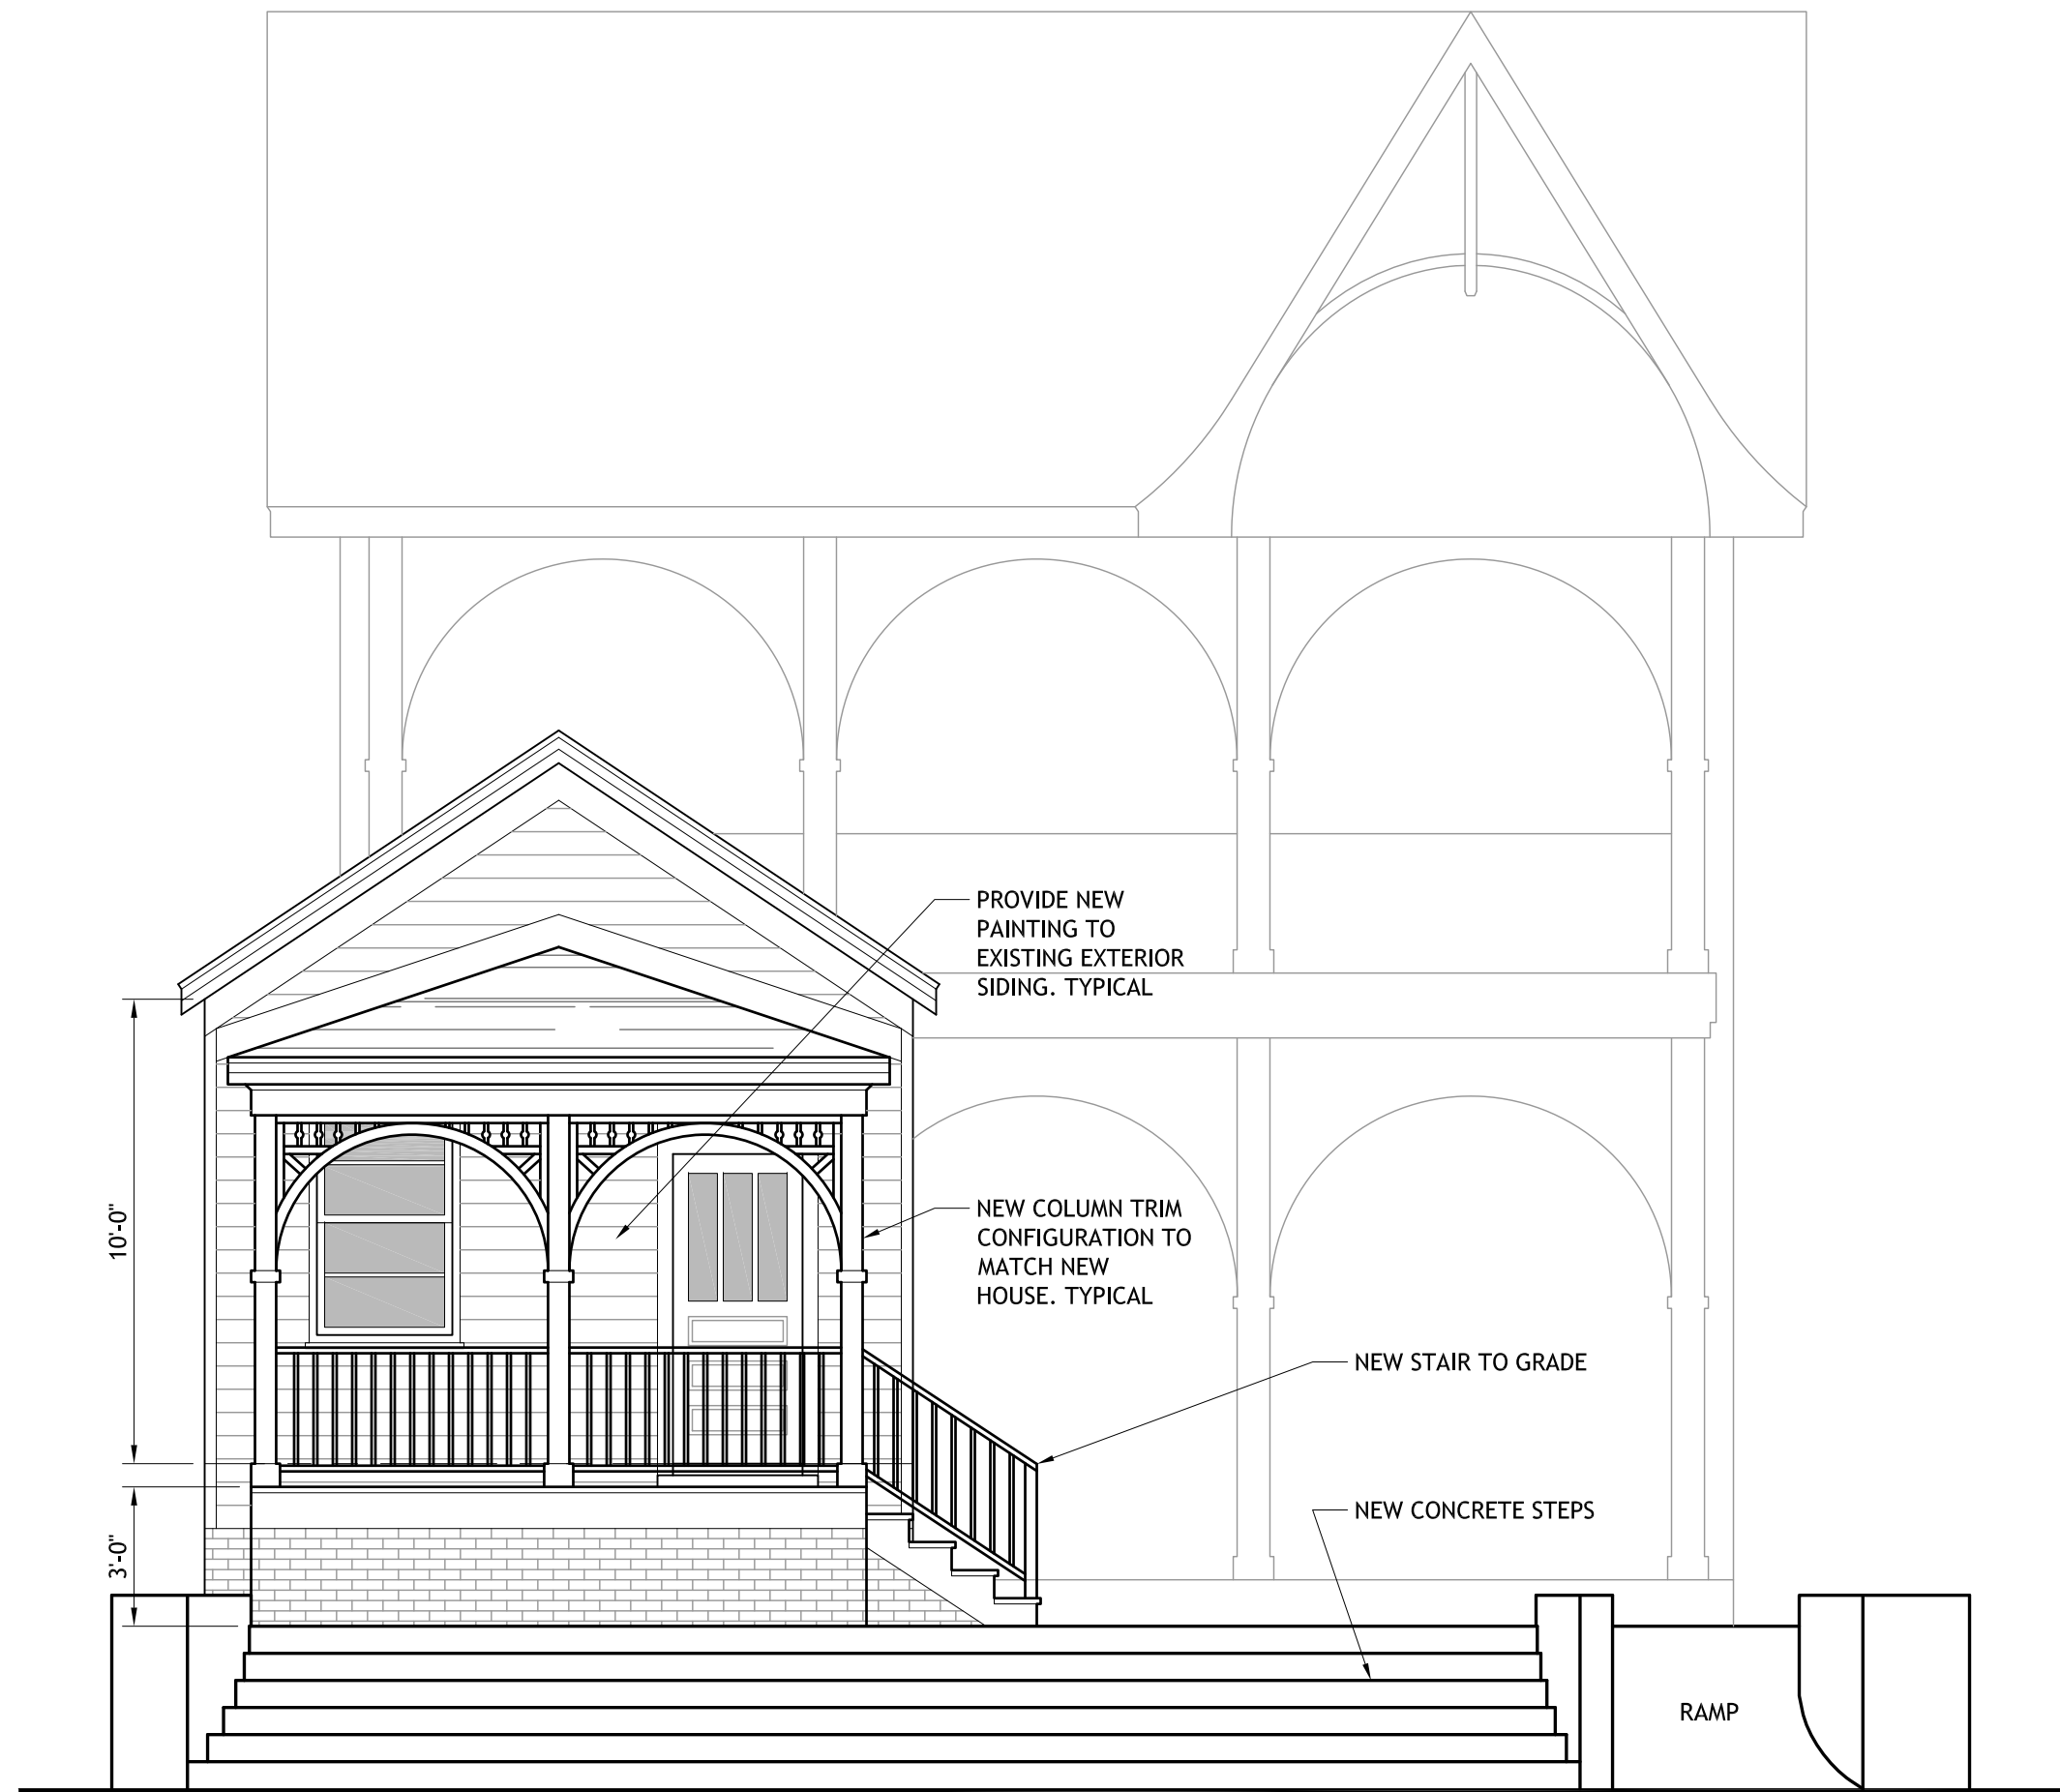 PROVIDE NEW
PAINTING TO
EXISTING EXTERIOR
SIDING. TYPICAL
10'-0"
NEW COLUMN TRIM
CONFIGURATION TO
MATCH NEW
HOUSE. TYPICAL
NEW STAIR TO GRADE
NEW CONCRETE STEPS
3'-0"
RAMP